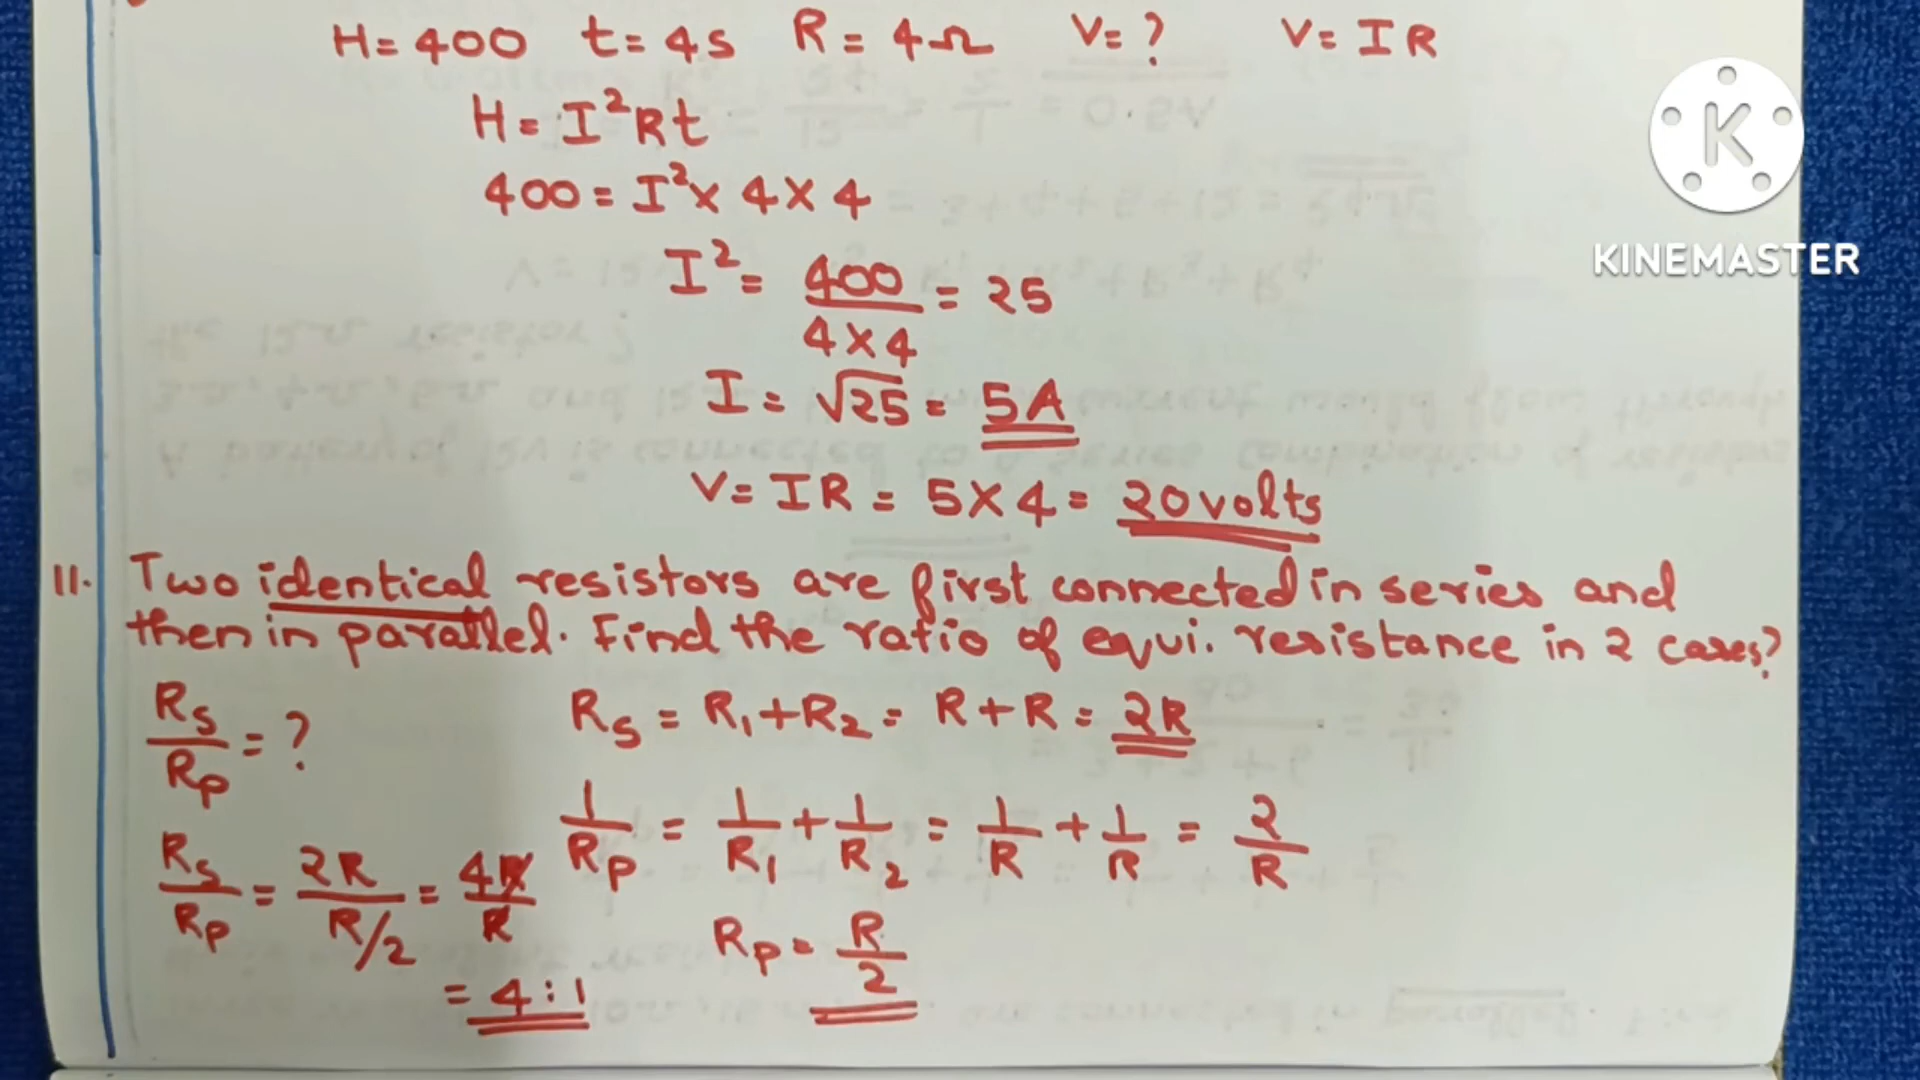 H = 400 t = 4s R = 4Ω V = ? V = IR
H = I²Rt
400 = I² × 4 × 4
I² = 400/4×4 = 25
I = √25 = 5A
V = IR = 5×4 = 20 volts
11. Two identical resistors are first connected in series and
then in parallel. Find the ratio of equi. resistance in 2 cases?
Rs/Rp = ? Rs = R₁ + R₂ = R + R = 2R
1/Rp = 1/R₁ + 1/R₂ = 1/R + 1/R = 2/R
Rs/Rp = 2R/R/2 = 4R/R
Rp = R/2
= 4:1
K
KINEMASTER